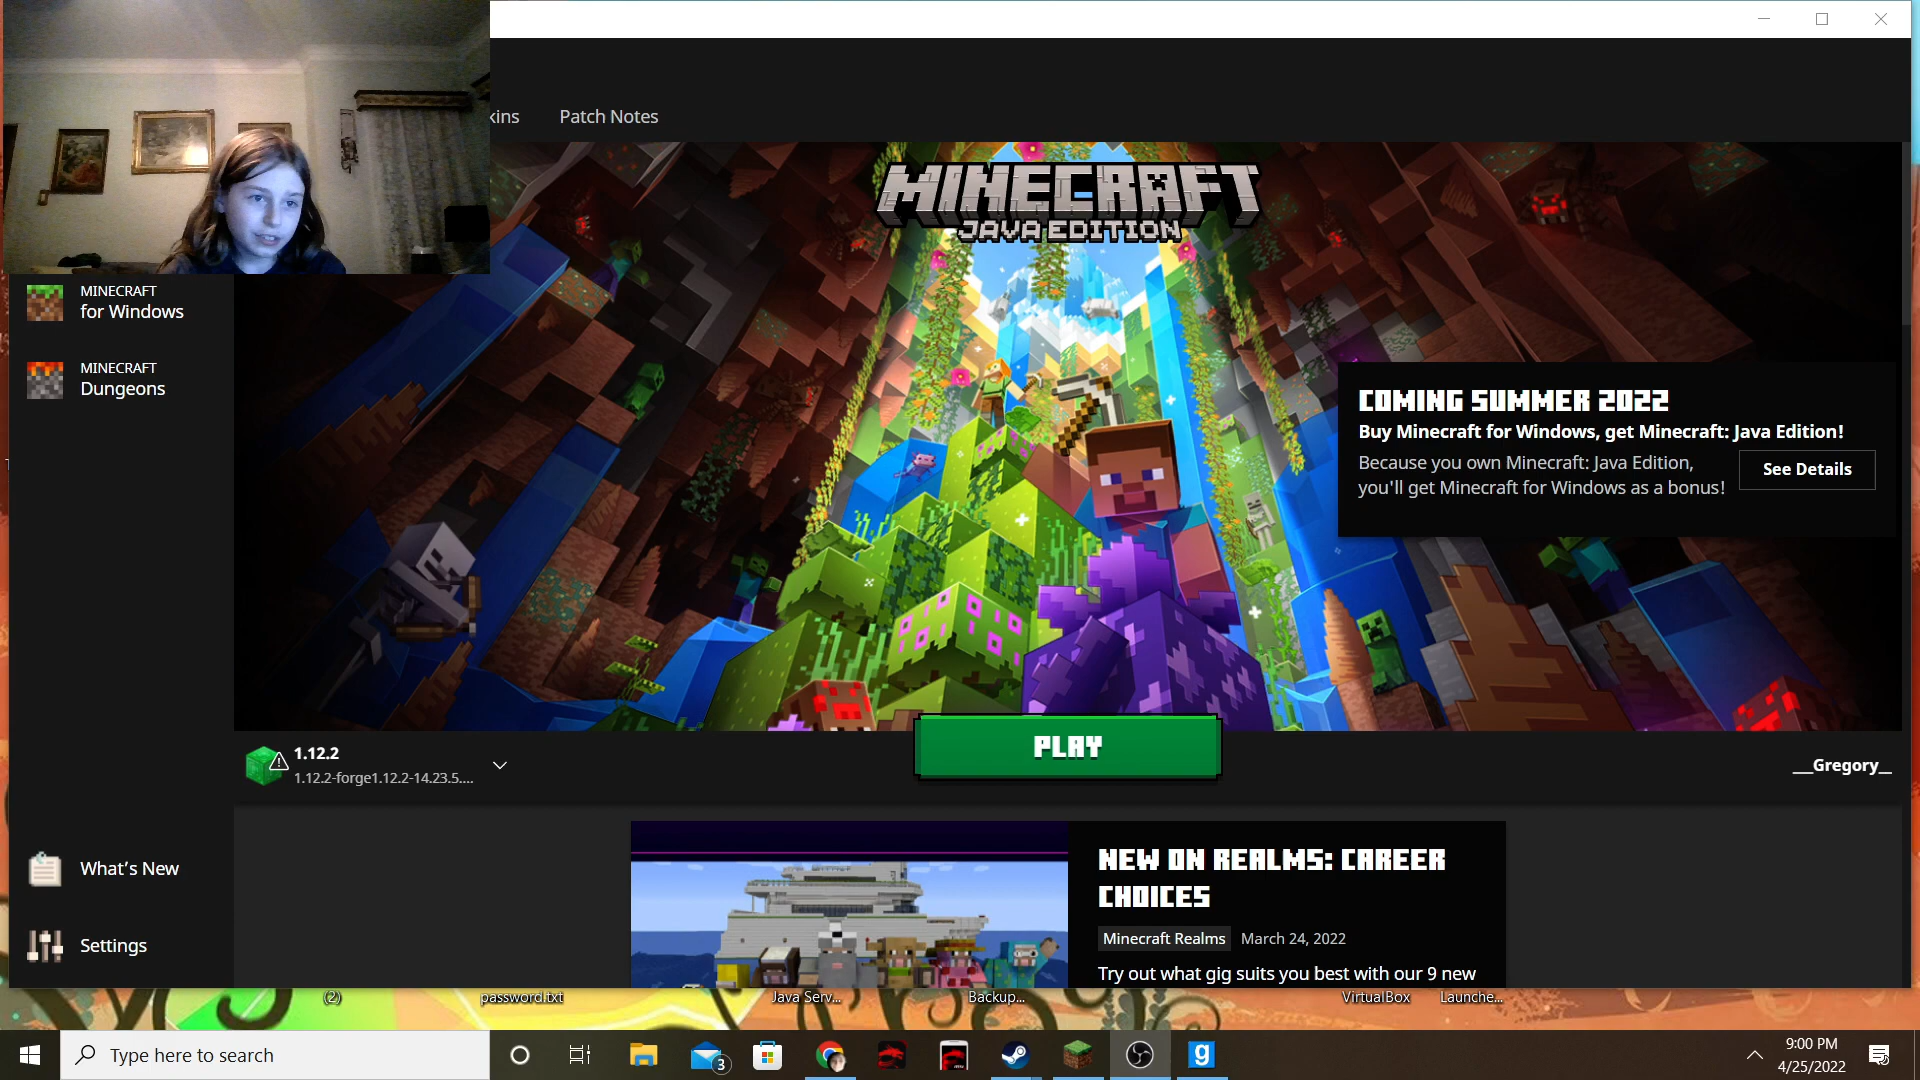 kins
Patch Notes
MINECRAFT
JAVA EDITION
MINECRAFT
for Windows
MINECRAFT
Dungeons
COMING SUMMER 2022
Buy Minecraft for Windows, get Minecraft: Java Edition!
Because you own Minecraft: Java Edition,
you'll get Minecraft for Windows as a bonus!
See Details
1.12.2
1.12.2-forge1.12.2-14.23.5....
PLAY
__Gregory__
What's New
Settings
NEW ON REALMS: CAREER
CHOICES
Minecraft Realms
March 24, 2022
Try out what gig suits you best with our 9 new
(2)
password.txt
Java Serv...
Backup...
VirtualBox
Launche...
Type here to search
3
9:00 PM
4/25/2022